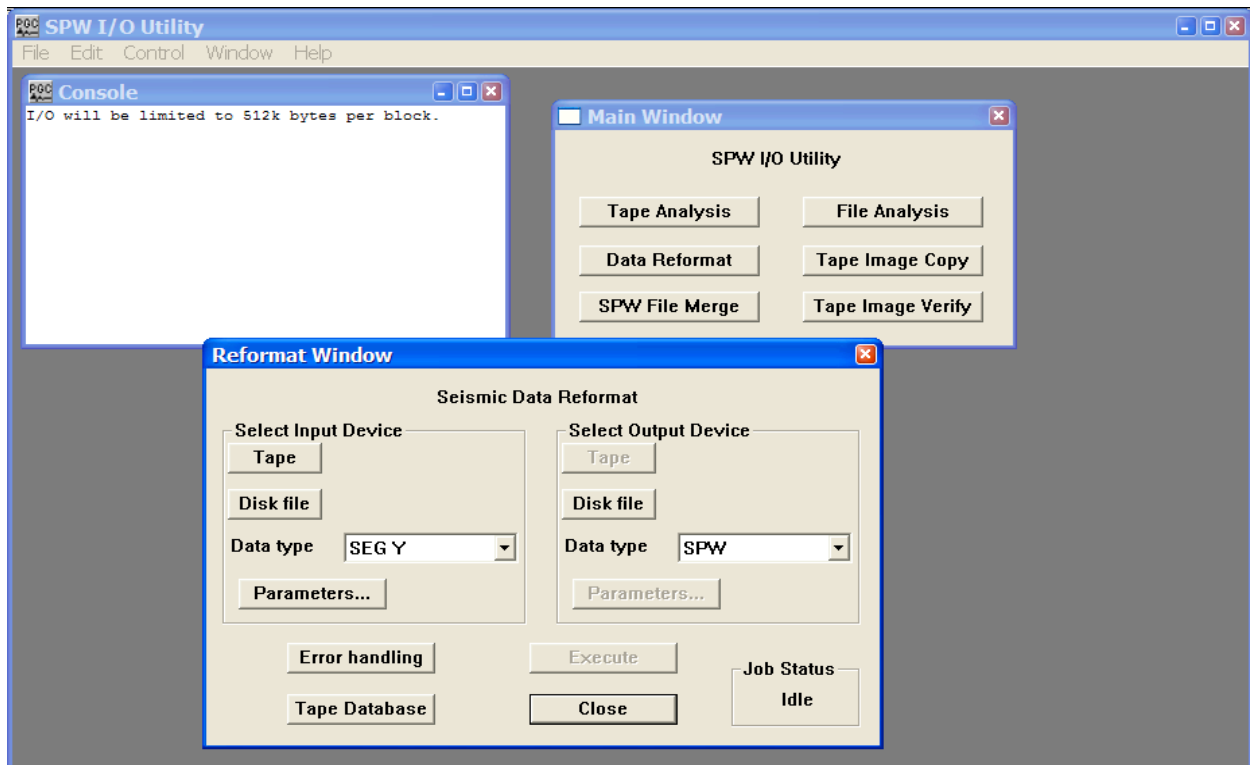 PGC SPW I/O Utility
File Edit Control Window Help
PGC Console
I/O will be limited to 512k bytes per block.
Main Window
SPW I/O Utility
Tape Analysis File Analysis
Data Reformat Tape Image Copy
SPW File Merge Tape Image Verify
Reformat Window
Seismic Data Reformat
Select Input Device Select Output Device
Tape Tape
Disk file Disk file
Data type SEG Y Data type SPW
Parameters... Parameters...
Error handling Execute
Job Status
Tape Database Close Idle